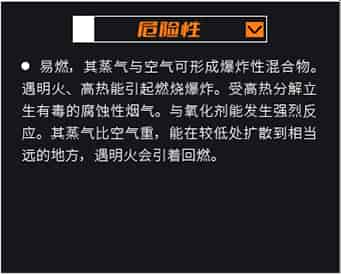 危险性
● 易燃，其蒸气与空气可形成爆炸性混合物。
遇明火、高热能引起燃烧爆炸。受高热分解立
生有毒的腐蚀性烟气。与氧化剂能发生强烈反
应。其蒸气比空气重，能在较低处扩散到相当
远的地方，遇明火会引着回燃。